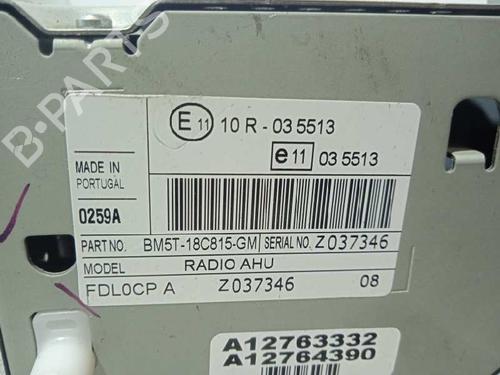 B-PARTS
E 11 10 R - 03 5513
e 11 03 5513
MADE IN
PORTUGAL
0259A
PART NO. BM5T-18C815-GM SERIAL NO. Z037346
MODEL RADIO AHU
FDL0CP A Z037346 08
A12763332
A12764390